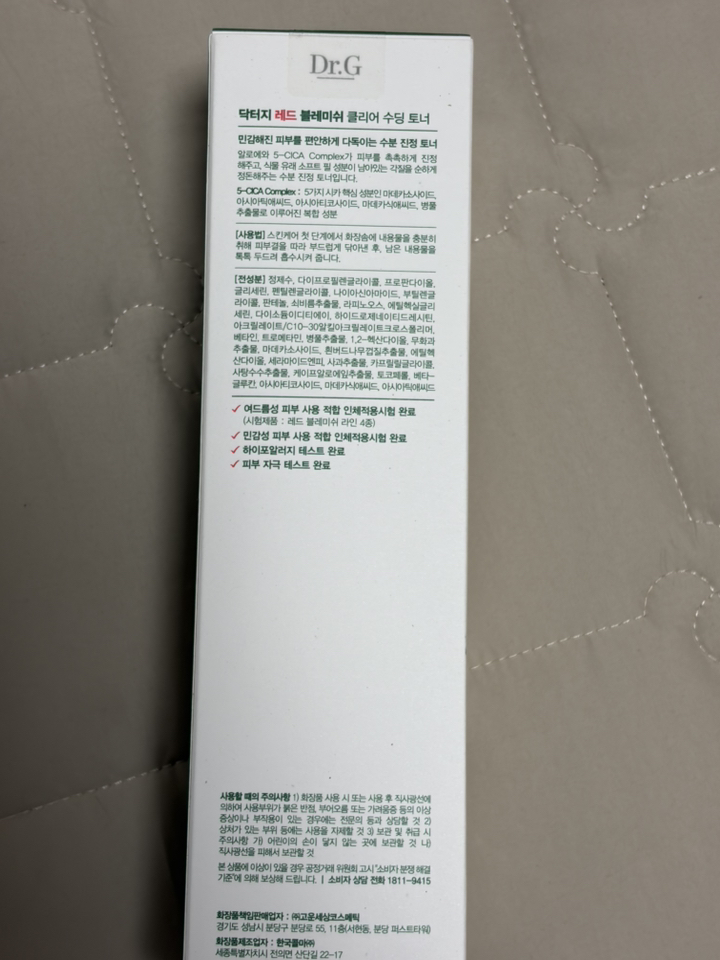 Dr.G
닥터지 레드 블레미쉬 클리어 수딩 토너
민감해진 피부를 편안하게 다독이는 수분 진정 토너
알로에와 5-CICA Complex가 피부를 촉촉하게 진정
해주고, 식물 유래 소프트 필 성분이 남아있는 각질을 순하게
정돈해주는 수분 진정 토너입니다.
5-CICA Complex : 5가지 시카 핵심 성분인 마데카소사이드,
아시아틱애씨드, 아시아티코사이드, 마데카식애씨드, 병풀
추출물로 이루어진 복합 성분
[사용법] 스킨케어 첫 단계에서 화장솜에 내용물을 충분히
취해 피부결을 따라 부드럽게 닦아낸 후, 남은 내용물을
톡톡 두드려 흡수시켜 줍니다.
[전성분] 정제수, 다이프로필렌글라이콜, 프로판다이올,
글리세린, 펜틸렌글라이콜, 나이아신아마이드, 부틸렌글
라이콜, 판테놀, 쇠비름추출물, 라피노오스, 에틸헥실글리
세린, 다이소듐이디티에이, 하이드로제네이티드레시틴,
아크릴레이트/C10-30알킬아크릴레이트크로스폴리머,
베타인, 트로메타민, 병풀추출물, 1,2-헥산다이올, 무화과
추출물, 마데카소사이드, 흰버드나무껍질추출물, 에틸헥
산다이올, 세라마이드엔피, 사과추출물, 카프릴릴글라이콜,
사탕수수추출물, 케이프알로에잎추출물, 토코페롤, 베타-
글루칸, 아시아티코사이드, 마데카식애씨드, 아시아틱애씨드
✓ 여드름성 피부 사용 적합 인체적용시험 완료
(시험제품 : 레드 블레미쉬 라인 4종)
✓ 민감성 피부 사용 적합 인체적용시험 완료
✓ 하이포알러지 테스트 완료
✓ 피부 자극 테스트 완료
사용할 때의 주의사항 1) 화장품 사용 시 또는 사용 후 직사광선에
의하여 사용부위가 붉은 반점, 부어오름 또는 가려움증 등의 이상
증상이나 부작용이 있는 경우에는 전문의 등과 상담할 것 2)
상처가 있는 부위 등에는 사용을 자제할 것 3) 보관 및 취급 시
주의사항 가) 어린이의 손이 닿지 않는 곳에 보관할 것 나)
직사광선을 피해서 보관할 것
본 상품에 이상이 있을 경우 공정거래 위원회 고시 "소비자 분쟁 해결
기준"에 의해 보상해 드립니다. | 소비자 상담 전화 1811-9415
화장품책임판매업자 : ㈜고운세상코스메틱
경기도 성남시 분당구 분당로 55, 11층(서현동, 분당 퍼스트타워)
화장품제조업자 : 한국콜마㈜
세종특별자치시 전의면 산단길 22-17